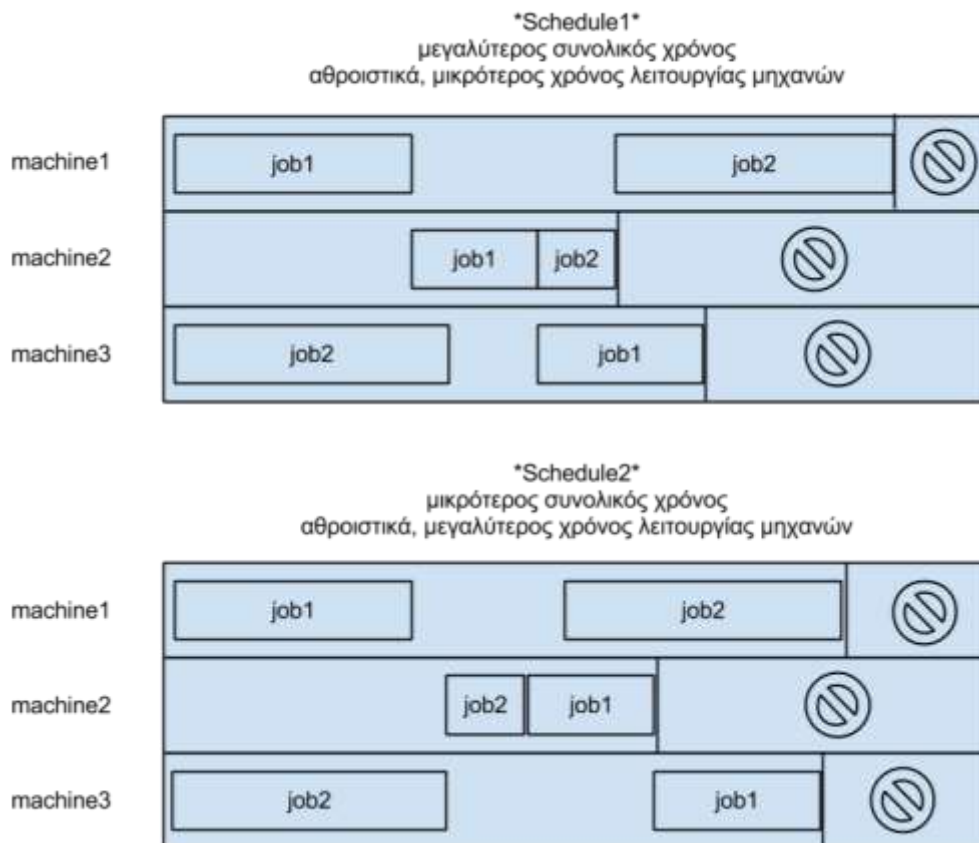 *Schedule1*
μεγαλύτερος συνολικός χρόνος
αθροιστικά, μικρότερος χρόνος λειτουργίας μηχανών
machine1 job1 job2
machine2 job1 job2
machine3 job2 job1
*Schedule2*
μικρότερος συνολικός χρόνος
αθροιστικά, μεγαλύτερος χρόνος λειτουργίας μηχανών
machine1 job1 job2
machine2 job2 job1
machine3 job2 job1